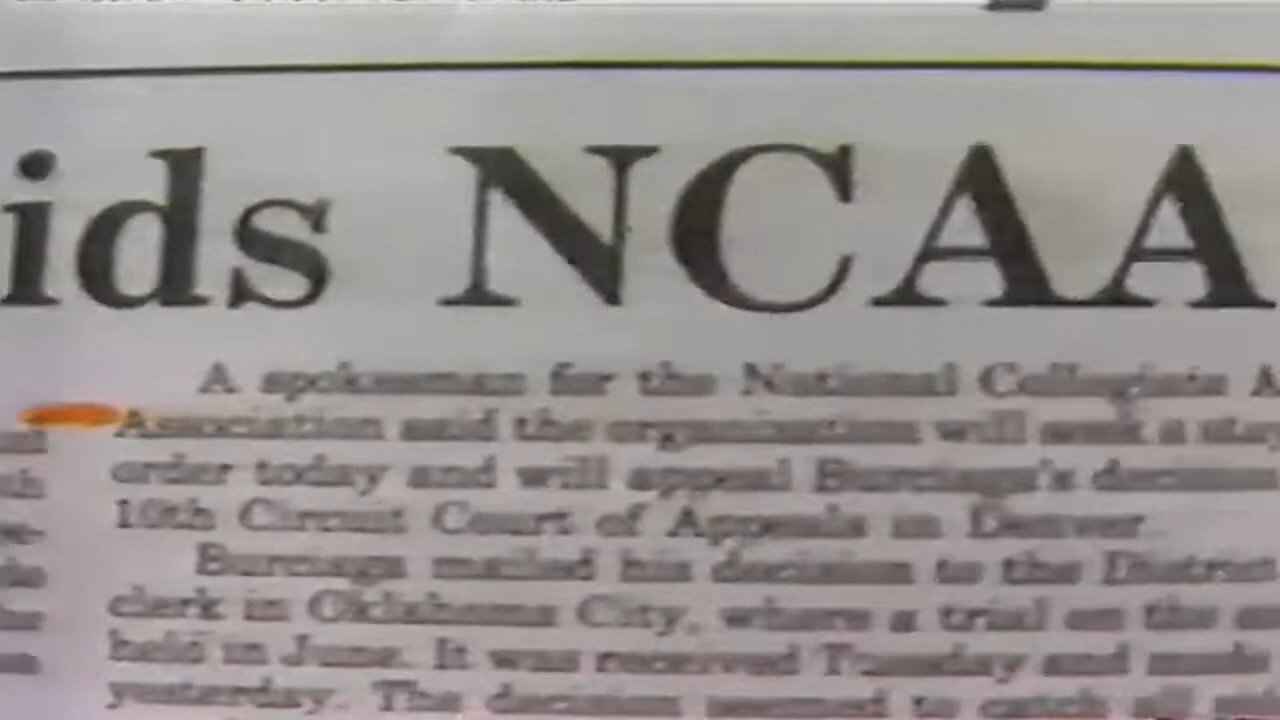 ids NCAA
A spokesman for the National Collegiate
Association said the organization will seek a stay
order today and will appeal Burciaga's decision
10th Circuit Court of Appeals in Denver
Burciaga mailed his decision to the District
clerk in Oklahoma City, where a trial on the
held in June. It was received Tuesday and made
yesterday. The decision seemed to catch all